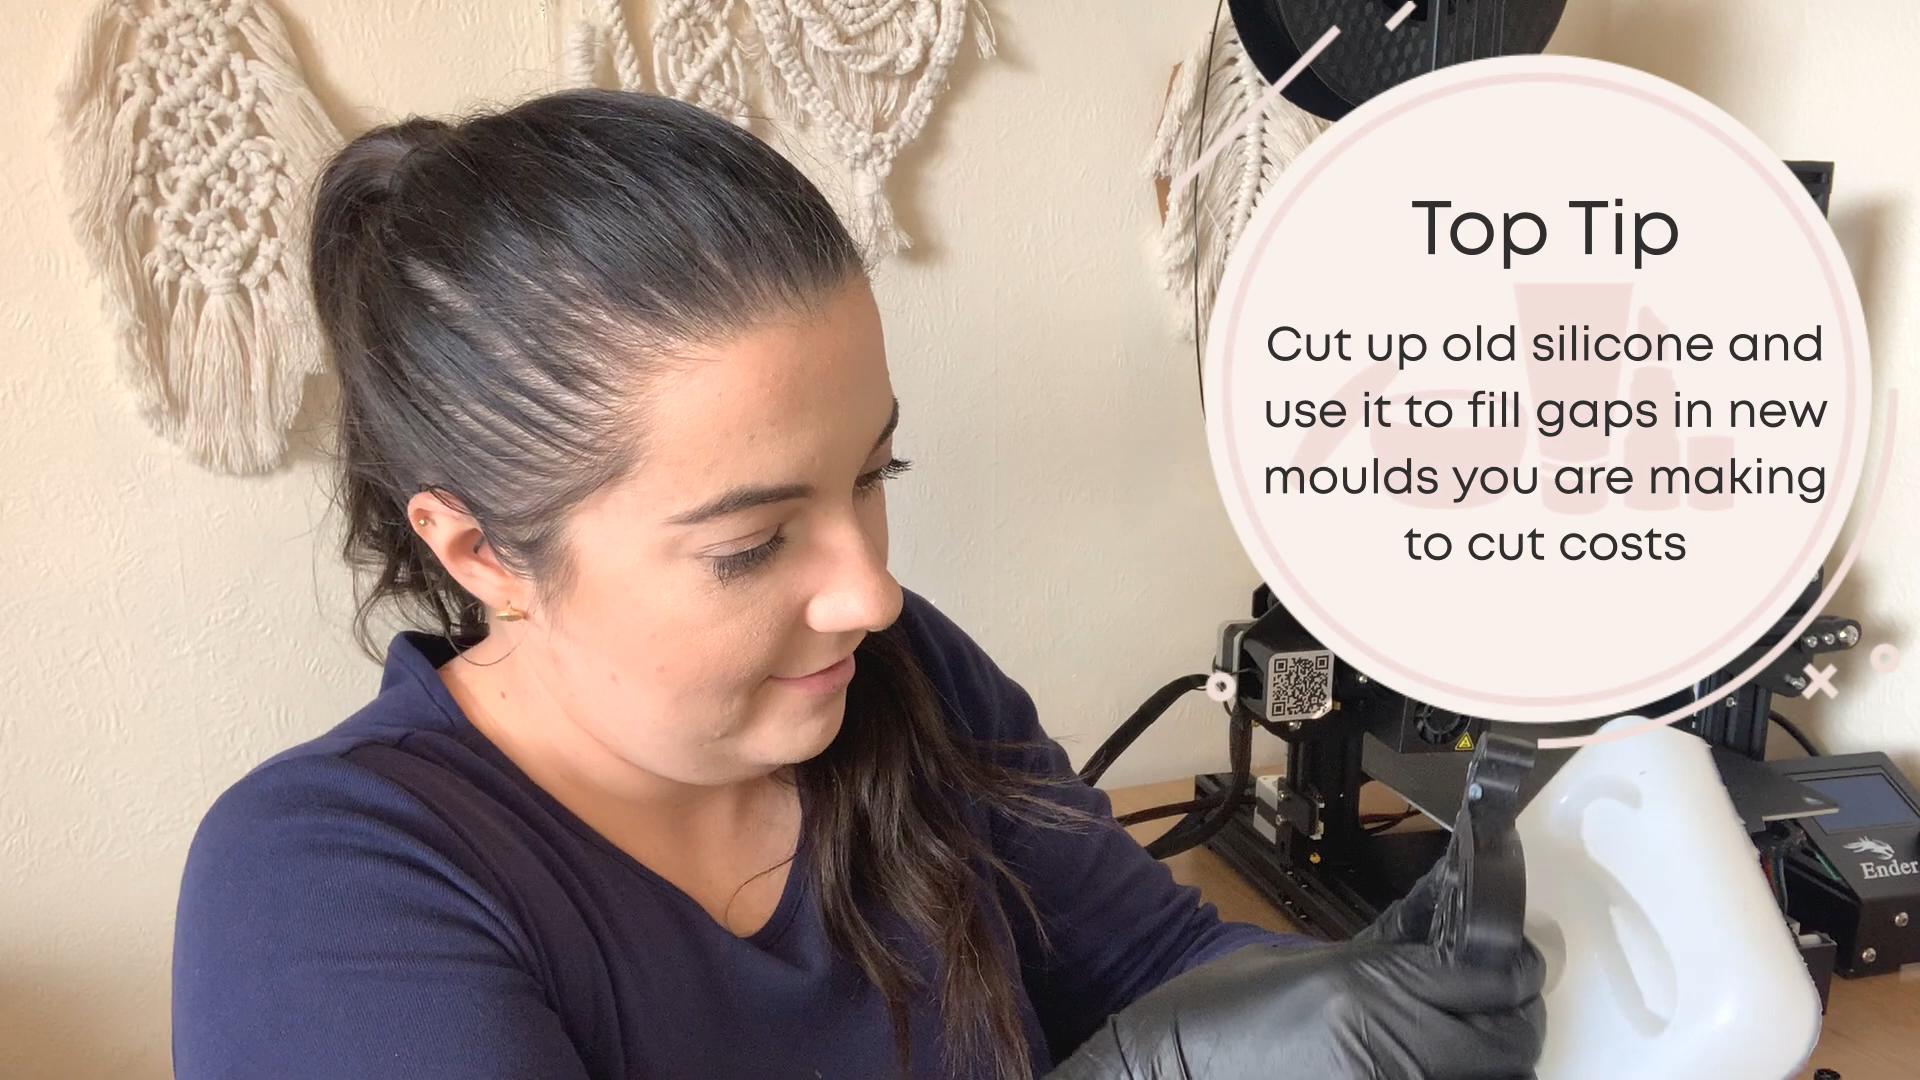 Top Tip
Cut up old silicone and
use it to fill gaps in new
moulds you are making
to cut costs
Ender